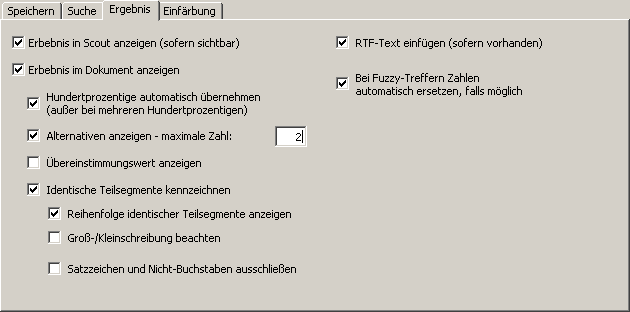 Speichern Suche Ergebnis Einfärbung
Erbebnis in Scout anzeigen (sofern sichtbar)
Erbebnis im Dokument anzeigen
Hundertprozentige automatisch übernehmen
(außer bei mehreren Hundertprozentigen)
Alternativen anzeigen - maximale Zahl: 2
Übereinstimmungswert anzeigen
Identische Teilsegmente kennzeichnen
Reihenfolge identischer Teilsegmente anzeigen
Groß-/Kleinschreibung beachten
Satzzeichen und Nicht-Buchstaben ausschließen
RTF-Text einfügen (sofern vorhanden)
Bei Fuzzy-Treffern Zahlen
automatisch ersetzen, falls möglich